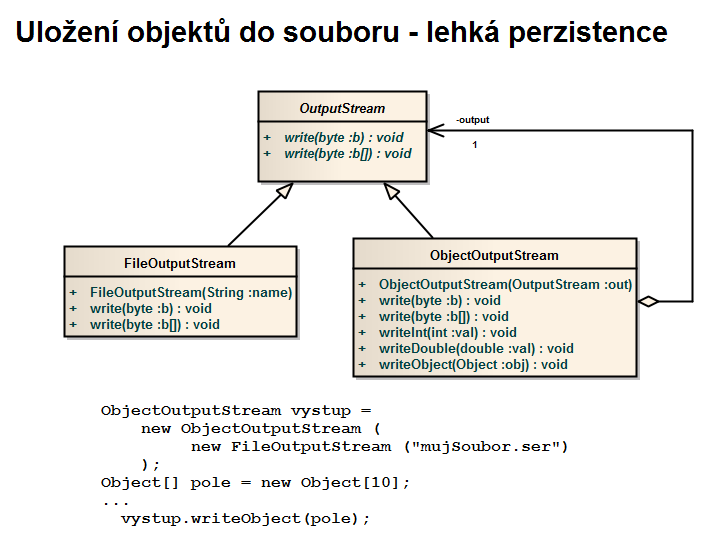 Uložení objektů do souboru - lehká perzistence
OutputStream
+ write(byte :b) : void
+ write(byte :b[]) : void
-output
1
FileOutputStream
+ FileOutputStream(String :name)
+ write(byte :b) : void
+ write(byte :b[]) : void
ObjectOutputStream
+ ObjectOutputStream(OutputStream :out)
+ write(byte :b) : void
+ write(byte :b[]) : void
+ writeInt(int :val) : void
+ writeDouble(double :val) : void
+ writeObject(Object :obj) : void
ObjectOutputStream vystup =
new ObjectOutputStream (
new FileOutputStream ("mujSoubor.ser")
);
Object[] pole = new Object[10];
...
vystup.writeObject(pole);